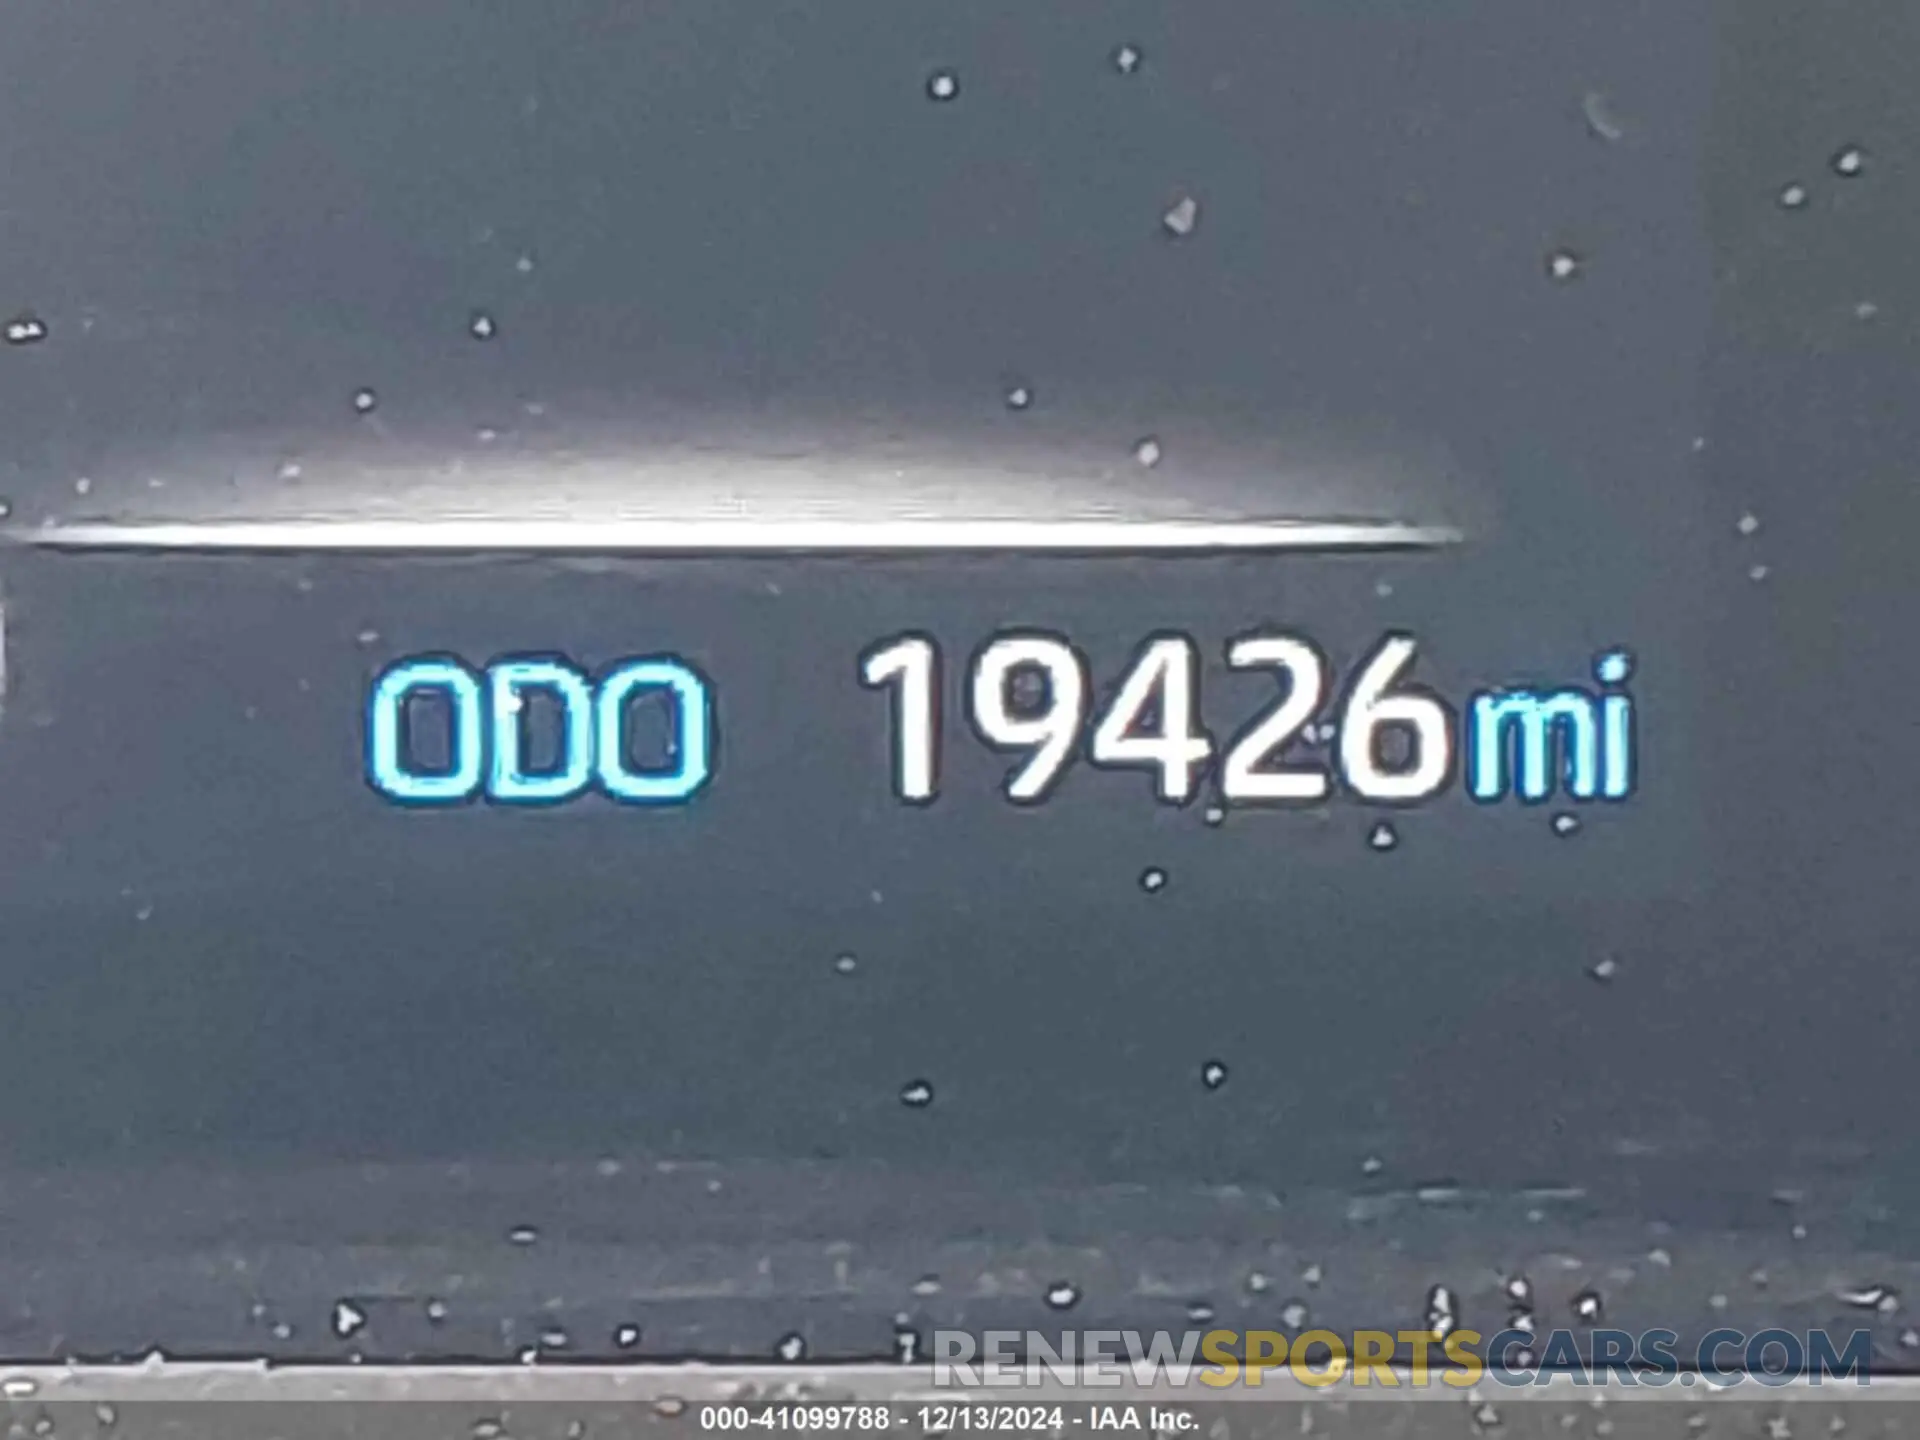 ODO 19426mi
RENEWSPORTSCARS.COM
000-41099788 - 12/13/2024 - IAA Inc.